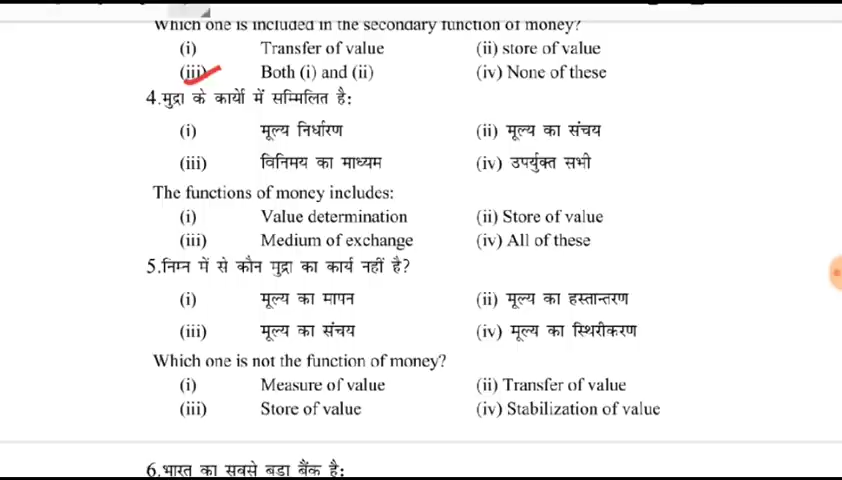 Which one is included in the secondary function of money?
(i) Transfer of value (ii) store of value
(iii) Both (i) and (ii) (iv) None of these
4.मुद्रा के कार्यो में सम्मिलित है:
(i) मूल्य निर्धारण (ii) मूल्य का संचय
(iii) विनिमय का माध्यम (iv) उपर्युक्त सभी
The functions of money includes:
(i) Value determination (ii) Store of value
(iii) Medium of exchange (iv) All of these
5.निम्न में से कौन मुद्रा का कार्य नहीं है?
(i) मूल्य का मापन (ii) मूल्य का हस्तान्तरण
(iii) मूल्य का संचय (iv) मूल्य का स्थिरीकरण
Which one is not the function of money?
(i) Measure of value (ii) Transfer of value
(iii) Store of value (iv) Stabilization of value
6.भारत का सबसे बडा बैंक है: